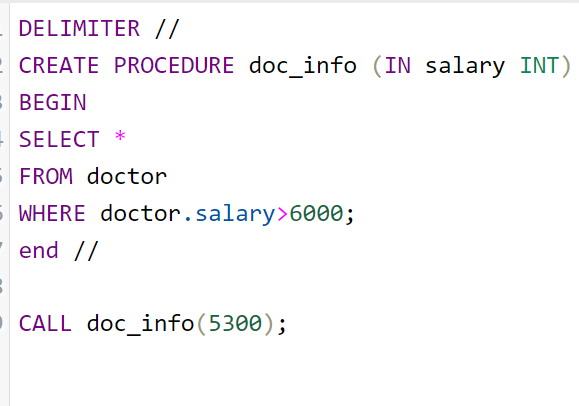 DELIMITER //
CREATE PROCEDURE doc_info (IN salary INT)
BEGIN
SELECT *
FROM doctor
WHERE doctor.salary>6000;
end //
CALL doc_info(5300);